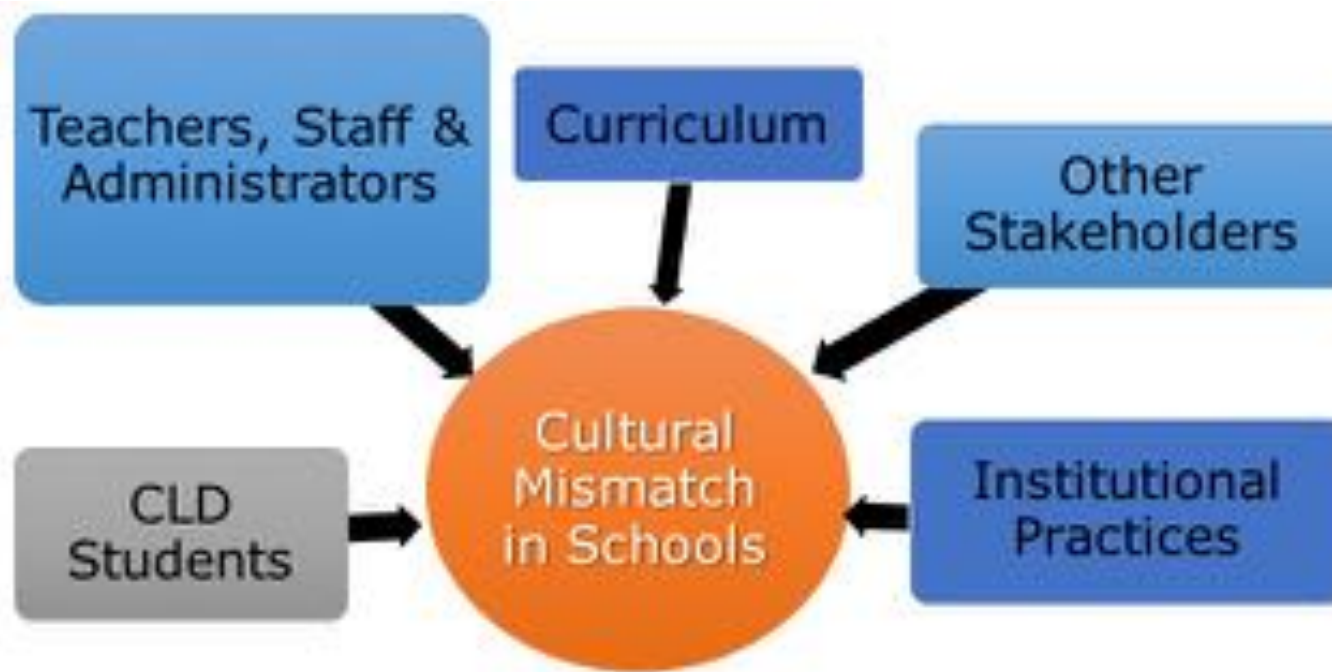 Teachers, Staff &
Administrators
Curriculum
Other
Stakeholders
CLD
Students
Cultural
Mismatch
in Schools
Institutional
Practices